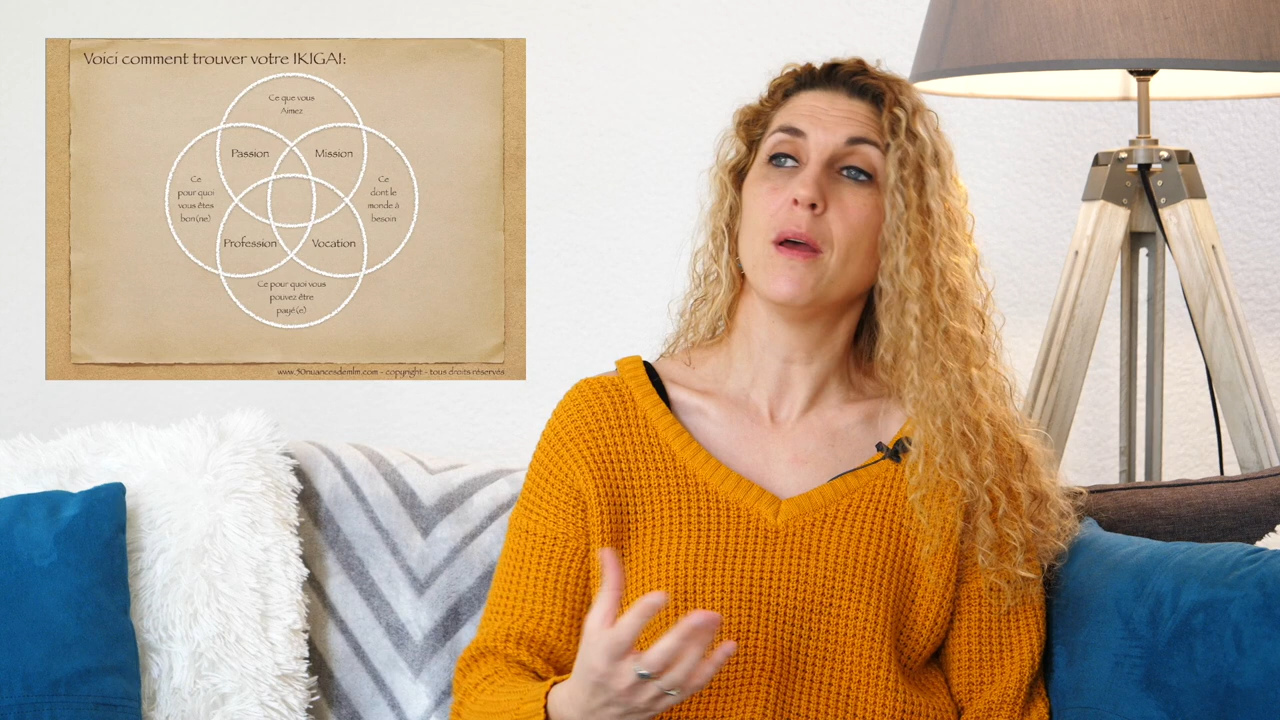 Voici comment trouver votre IKIGAI:
Ce que vous
Aimez
Passion
Mission
Ce
pour quoi
vous êtes
bon(ne)
Ce
dont le
monde à
besoin
Profession
Vocation
Ce pour quoi vous
pouvez être
payé(e)
www.50nuancesdemlm.com - copyright - tous droits réservés